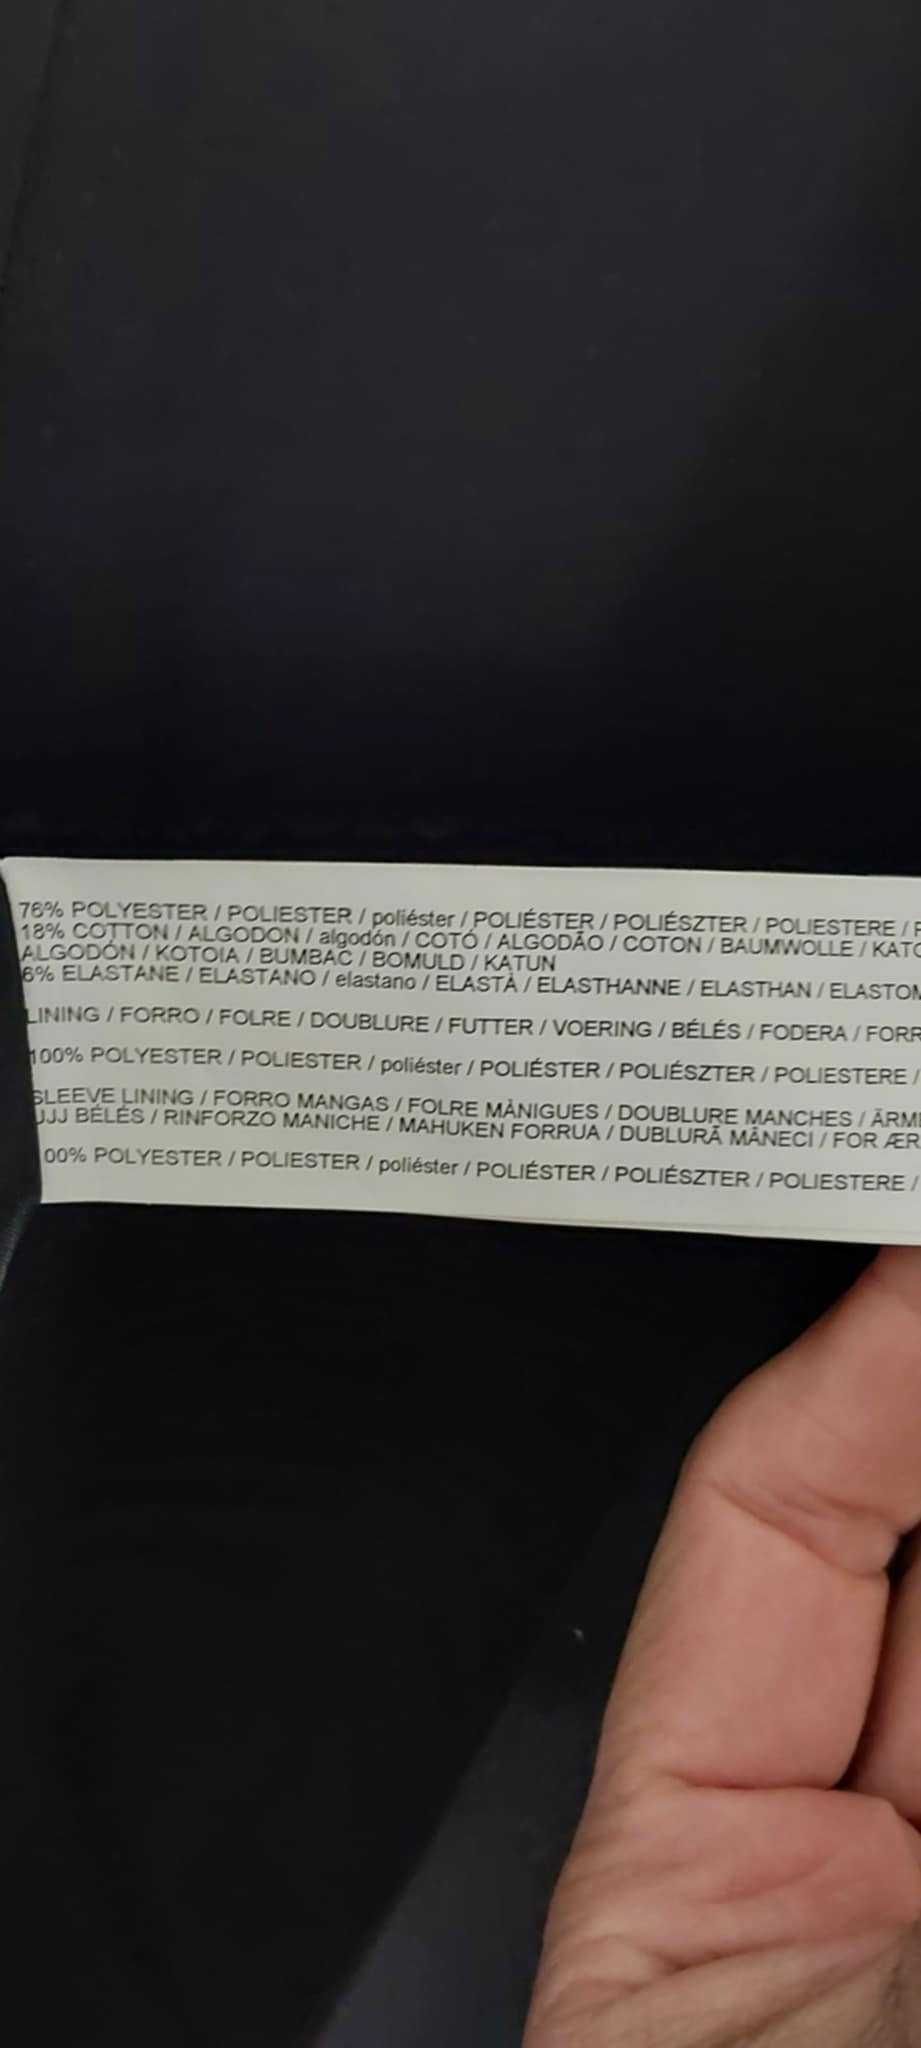 76% POLYESTER / POLIESTER / poliéster / POLIÉSTER / POLIÉSZTER / POLIESTERE /
18% COTTON / ALGODON / algodón / COTÓ / ALGODÃO / COTON / BAUMWOLLE /
ALGODÓN / KOTOIA / BUMBAC / BOMULD / KATUN
6% ELASTANE / ELASTANO / elastano / ELASTÀ / ELASTHANNE / ELASTHAN /
LINING / FORRO / FOLRE / DOUBLURE / FUTTER / VOERING / BÉLÉS / FODERA /
100% POLYESTER / POLIESTER / poliéster / POLIÉSTER / POLIÉSZTER / POLIESTERE /
SLEEVE LINING / FORRO MANGAS / FOLRE MÀNIGUES / DOUBLURE MANCHES /
UJJ BÉLÉS / RINFORZO MANICHE / MAHUKEN FORRUA / DUBLURĂ MÂNECI / FOR
00% POLYESTER / POLIESTER / poliéster / POLIÉSTER / POLIÉSZTER / POLIESTERE /